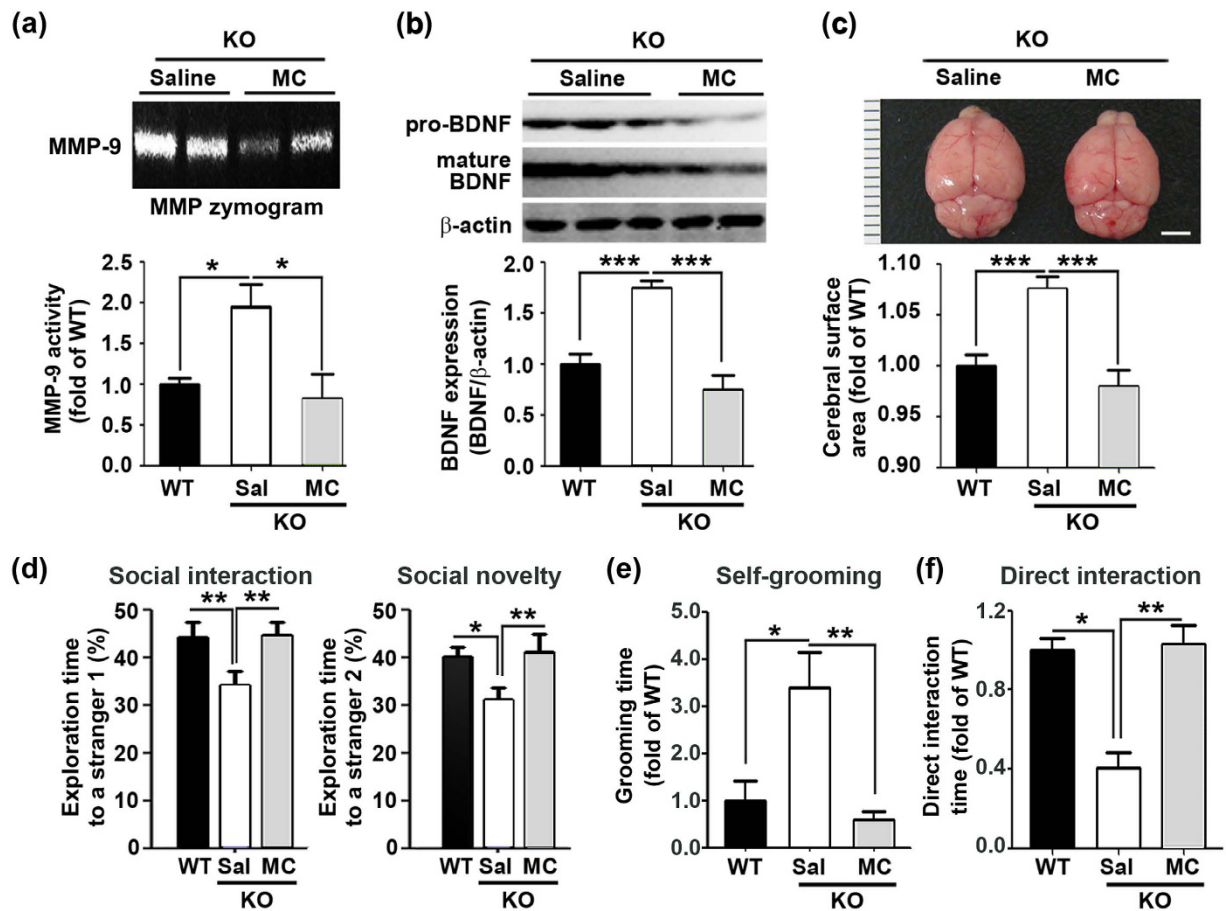 (a)
KO
Saline MC
MMP-9
MMP zymogram
MMP-9 activity
(fold of WT)
2.5
2.0
1.5
1.0
0.5
0.0
* *
WT Sal MC
KO
(b)
KO
Saline MC
pro-BDNF
mature
BDNF
β-actin
BDNF expression
(BDNF/β-actin)
2.0
1.5
1.0
0.5
0.0
*** ***
WT Sal MC
KO
(c)
KO
Saline MC
Cerebral surface
area (fold of WT)
1.10
1.05
1.00
0.95
0.90
*** ***
WT Sal MC
KO
(d)
Social interaction
Exploration time
to a stranger 1 (%)
50
40
30
20
10
0
** **
WT Sal MC
KO
Social novelty
Exploration time
to a stranger 2 (%)
50
40
30
20
10
0
* **
WT Sal MC
KO
(e)
Self-grooming
Grooming time
(fold of WT)
5.0
4.0
3.0
2.0
1.0
0.0
* **
WT Sal MC
KO
(f)
Direct interaction
Direct interaction
time (fold of WT)
1.2
0.8
0.4
0.0
* **
WT Sal MC
KO